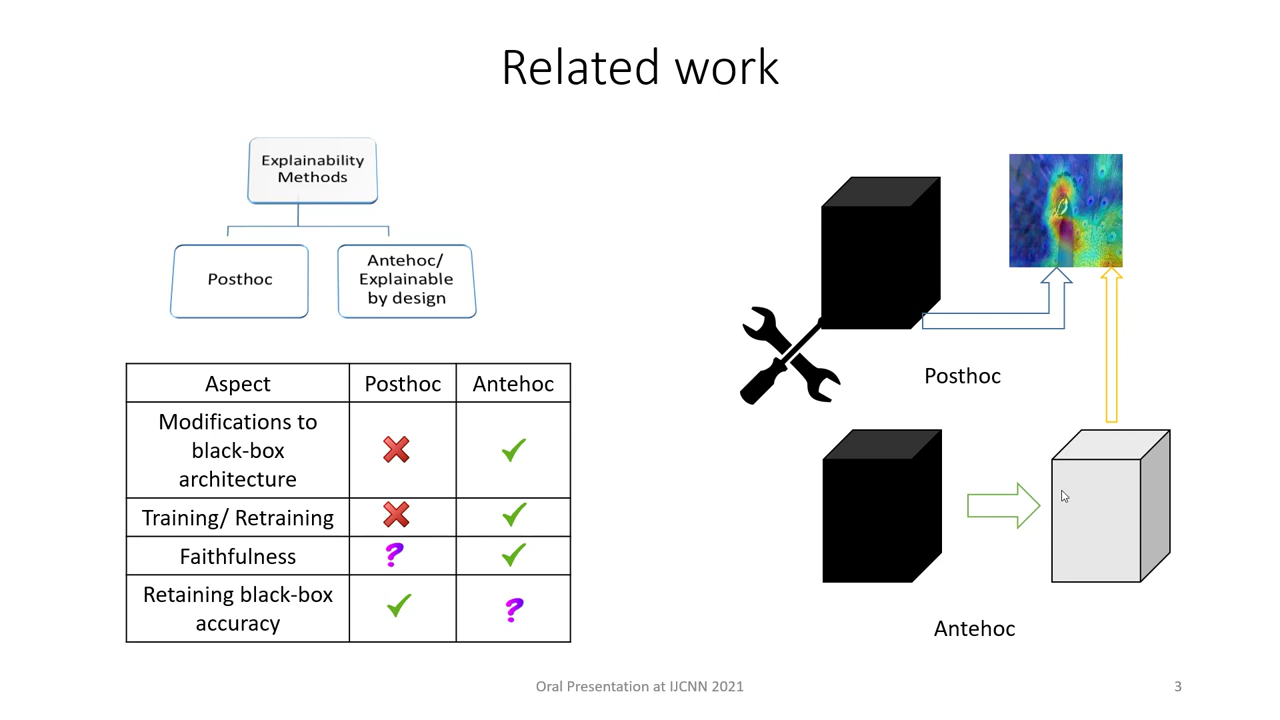 Related work
Explainability
Methods
Posthoc
Antehoc/
Explainable
by design
Aspect
Posthoc
Antehoc
Modifications to
black-box
architecture
Training/ Retraining
Faithfulness
?
Retaining black-box
accuracy
?
Posthoc
Antehoc
Oral Presentation at IJCNN 2021
3